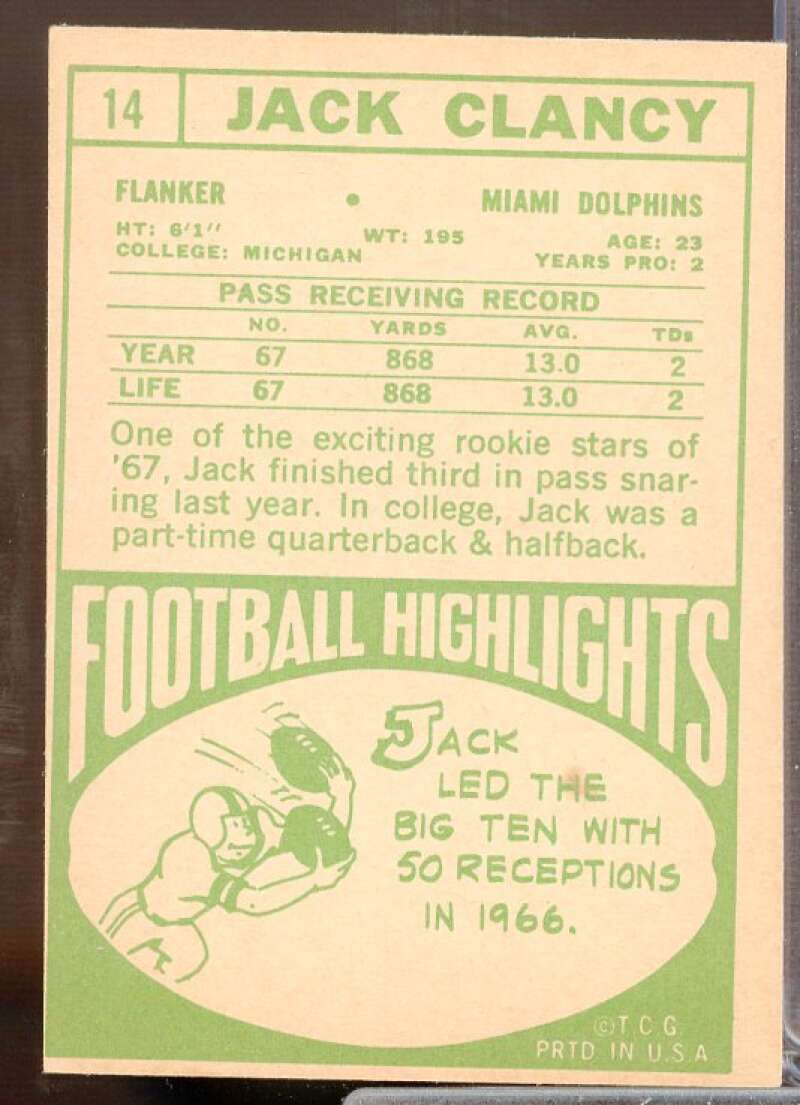 14 JACK CLANCY
FLANKER • MIAMI DOLPHINS
HT: 6'1" WT: 195 AGE: 23
COLLEGE: MICHIGAN YEARS PRO: 2
PASS RECEIVING RECORD
NO. YARDS AVG. TDs
YEAR 67 868 13.0 2
LIFE 67 868 13.0 2
One of the exciting rookie stars of
'67, Jack finished third in pass snar-
ing last year. In college, Jack was a
part-time quarterback & halfback.
FOOTBALL HIGHLIGHTS
JACK
LED THE
BIG TEN WITH
50 RECEPTIONS
IN 1966.
©T.C.G.
PRTD IN U.S.A